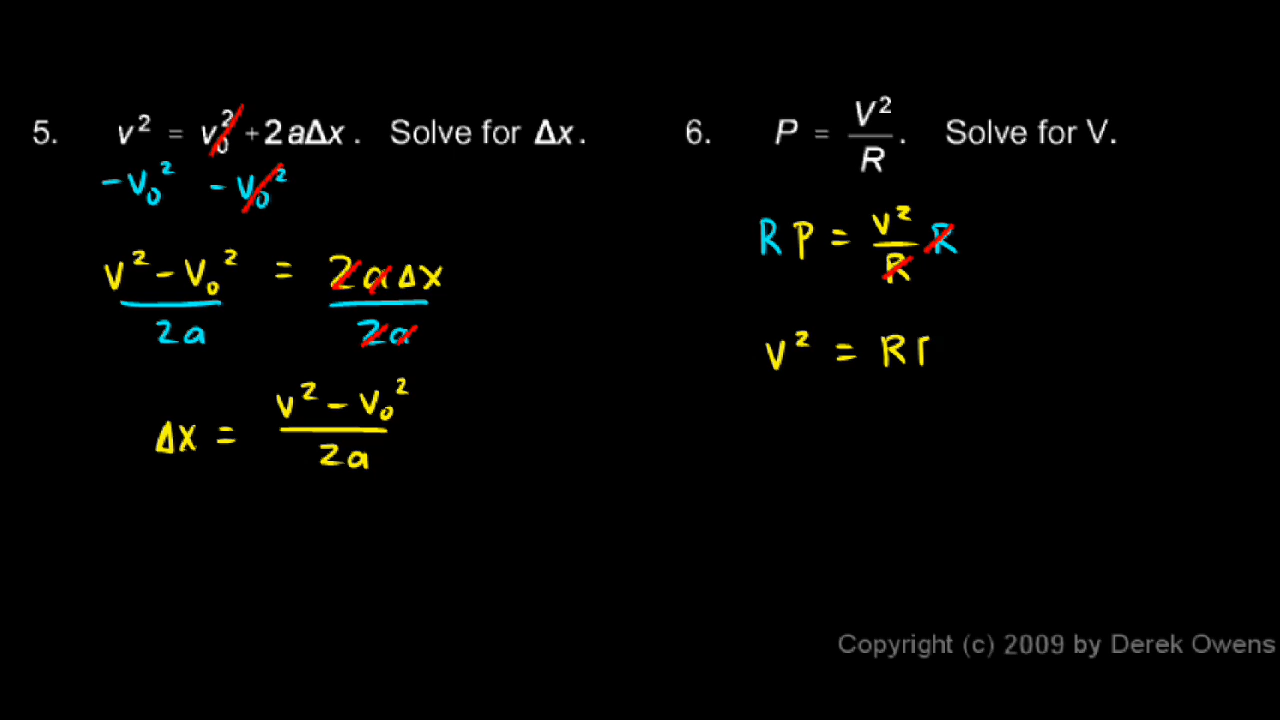 5. v² = v₀² + 2aΔx. Solve for Δx.
-v₀² -v₀²
v² - v₀² = 2aΔx
2a 2a
Δx = v² - v₀²
2a
6. P = V²/R. Solve for V.
RP = v²/R R
v² = R
Copyright (c) 2009 by Derek Owens